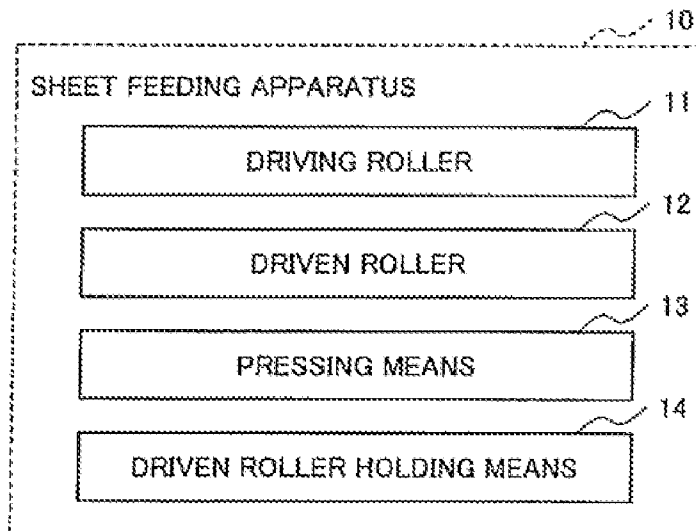 10
SHEET FEEDING APPARATUS
11
DRIVING ROLLER
12
DRIVEN ROLLER
13
PRESSING MEANS
14
DRIVEN ROLLER HOLDING MEANS